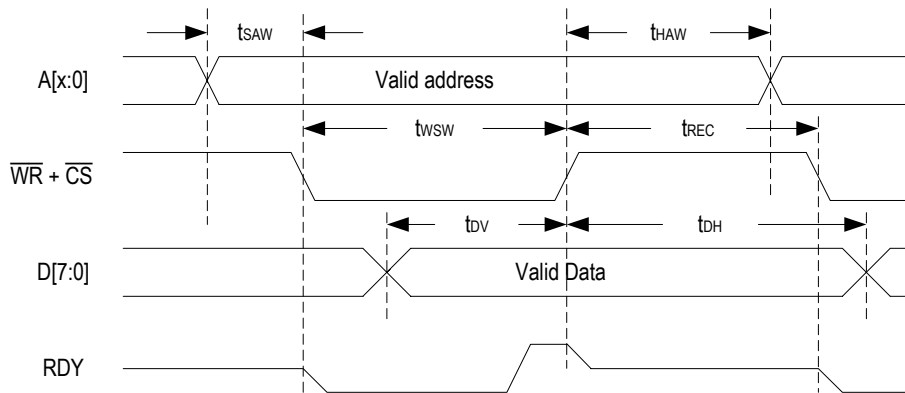 tSAW tHAW
A[x:0] Valid address
tWSW tREC
WR + CS
tDV tDH
D[7:0] Valid Data
RDY